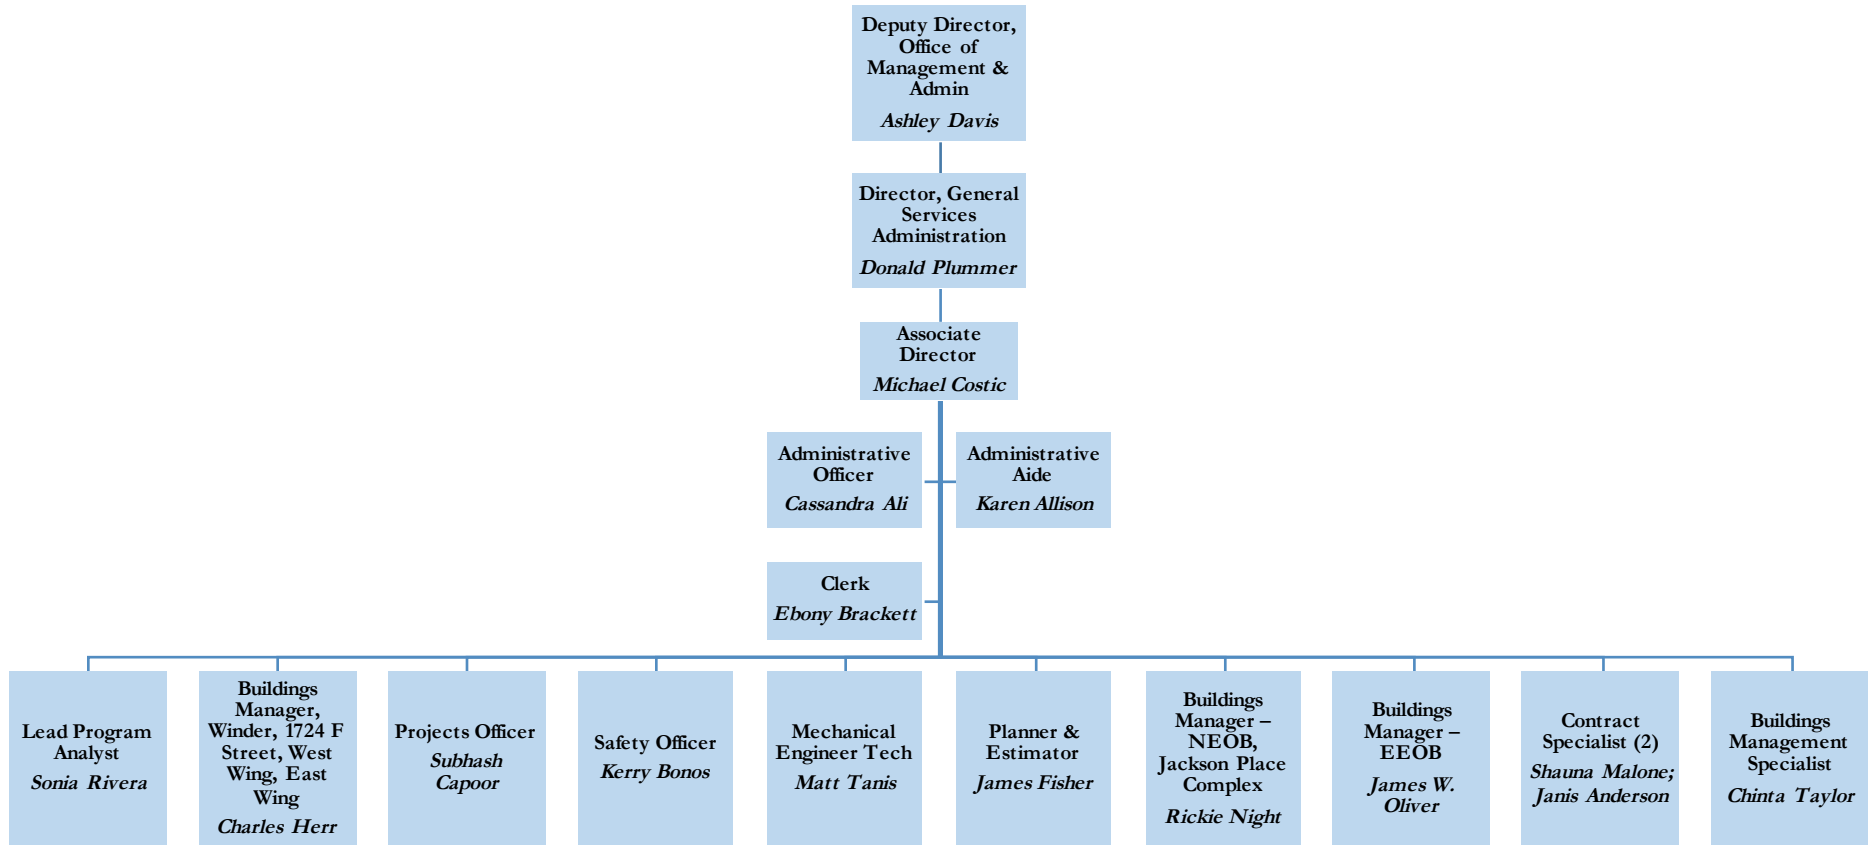 Deputy Director,
Office of
Management &
Admin
Ashley Davis
Director, General
Services
Administration
Donald Plummer
Associate
Director
Michael Costic
Administrative
Officer
Cassandra Ali
Administrative
Aide
Karen Allison
Clerk
Ebony Brackett
Lead Program
Analyst
Sonia Rivera
Buildings
Manager,
Winder, 1724 F
Street, West
Wing, East
Wing
Charles Herr
Projects Officer
Subhash
Capoor
Safety Officer
Kerry Bonos
Mechanical
Engineer Tech
Matt Tanis
Planner &
Estimator
James Fisher
Buildings
Manager –
NEOB,
Jackson Place
Complex
Rickie Night
Buildings
Manager –
EEOB
James W.
Oliver
Contract
Specialist (2)
Shauna Malone;
Janis Anderson
Buildings
Management
Specialist
Chinta Taylor